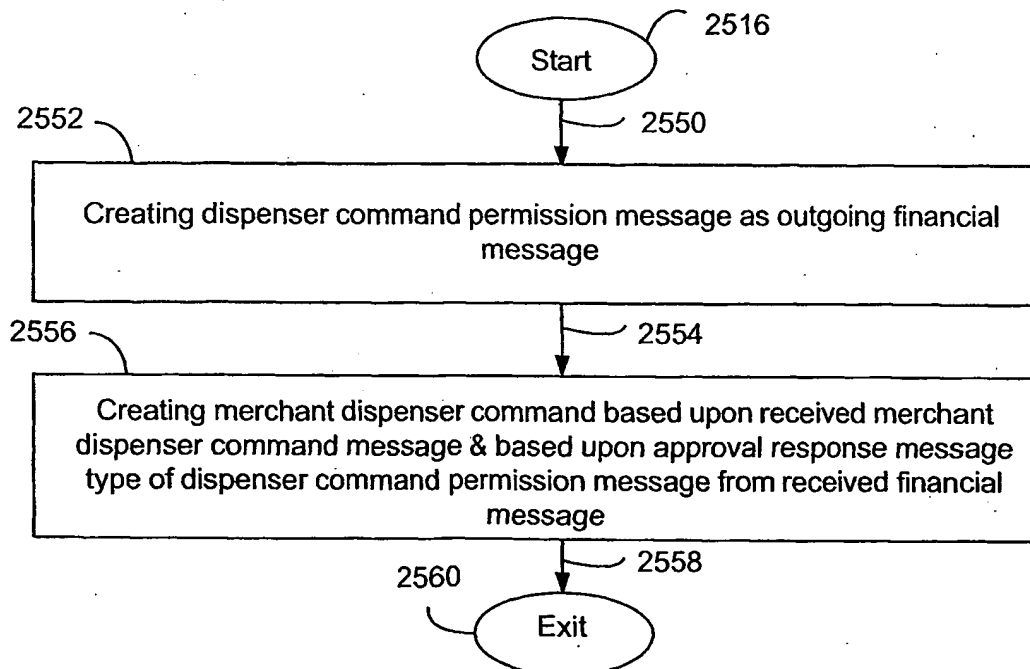 2516
Start
2550
2552
Creating dispenser command permission message as outgoing financial
message
2554
2556
Creating merchant dispenser command based upon received merchant
dispenser command message & based upon approval response message
type of dispenser command permission message from received financial
message
2558
2560
Exit